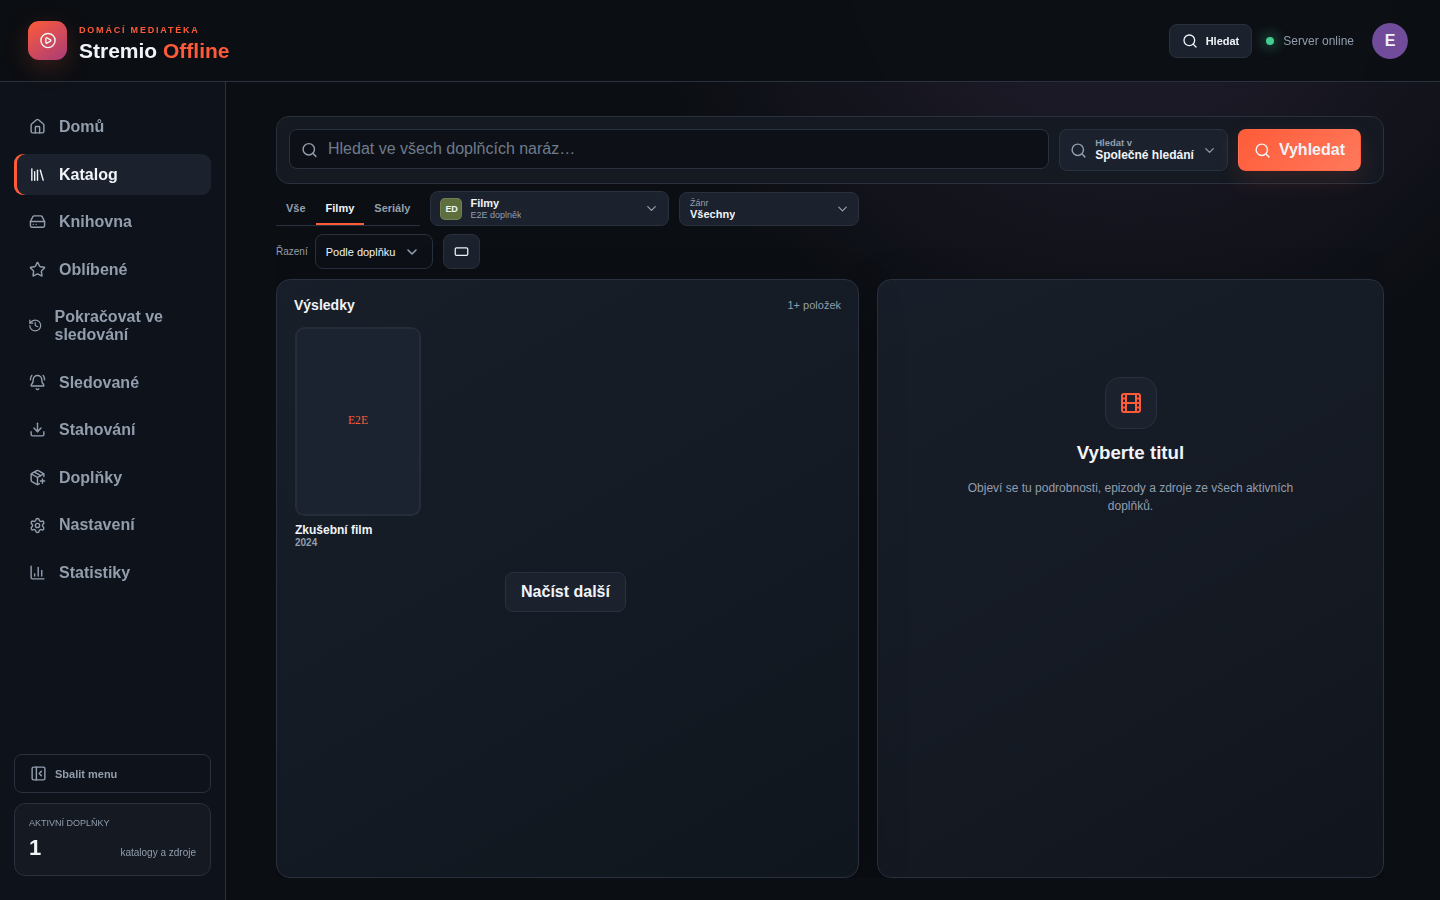 DOMÁCÍ MEDIATÉKA
Stremio Offline
Hledat
Server online
E
Domů
Katalog
Knihovna
Oblíbené
Pokračovat ve
sledování
Sledované
Stahování
Doplňky
Nastavení
Statistiky
Sbalit menu
AKTIVNÍ DOPLŇKY
1
katalogy a zdroje
Hledat ve všech doplňcích naráz…
Hledat v
Společné hledání
Vyhledat
Vše
Filmy
Seriály
ED
Filmy
E2E doplněk
Žánr
Všechny
Řazení
Podle doplňku
Výsledky
1+ položek
E2E
Zkušební film
2024
Načíst další
Vyberte titul
Objeví se tu podrobnosti, epizody a zdroje ze všech aktivních
doplňků.